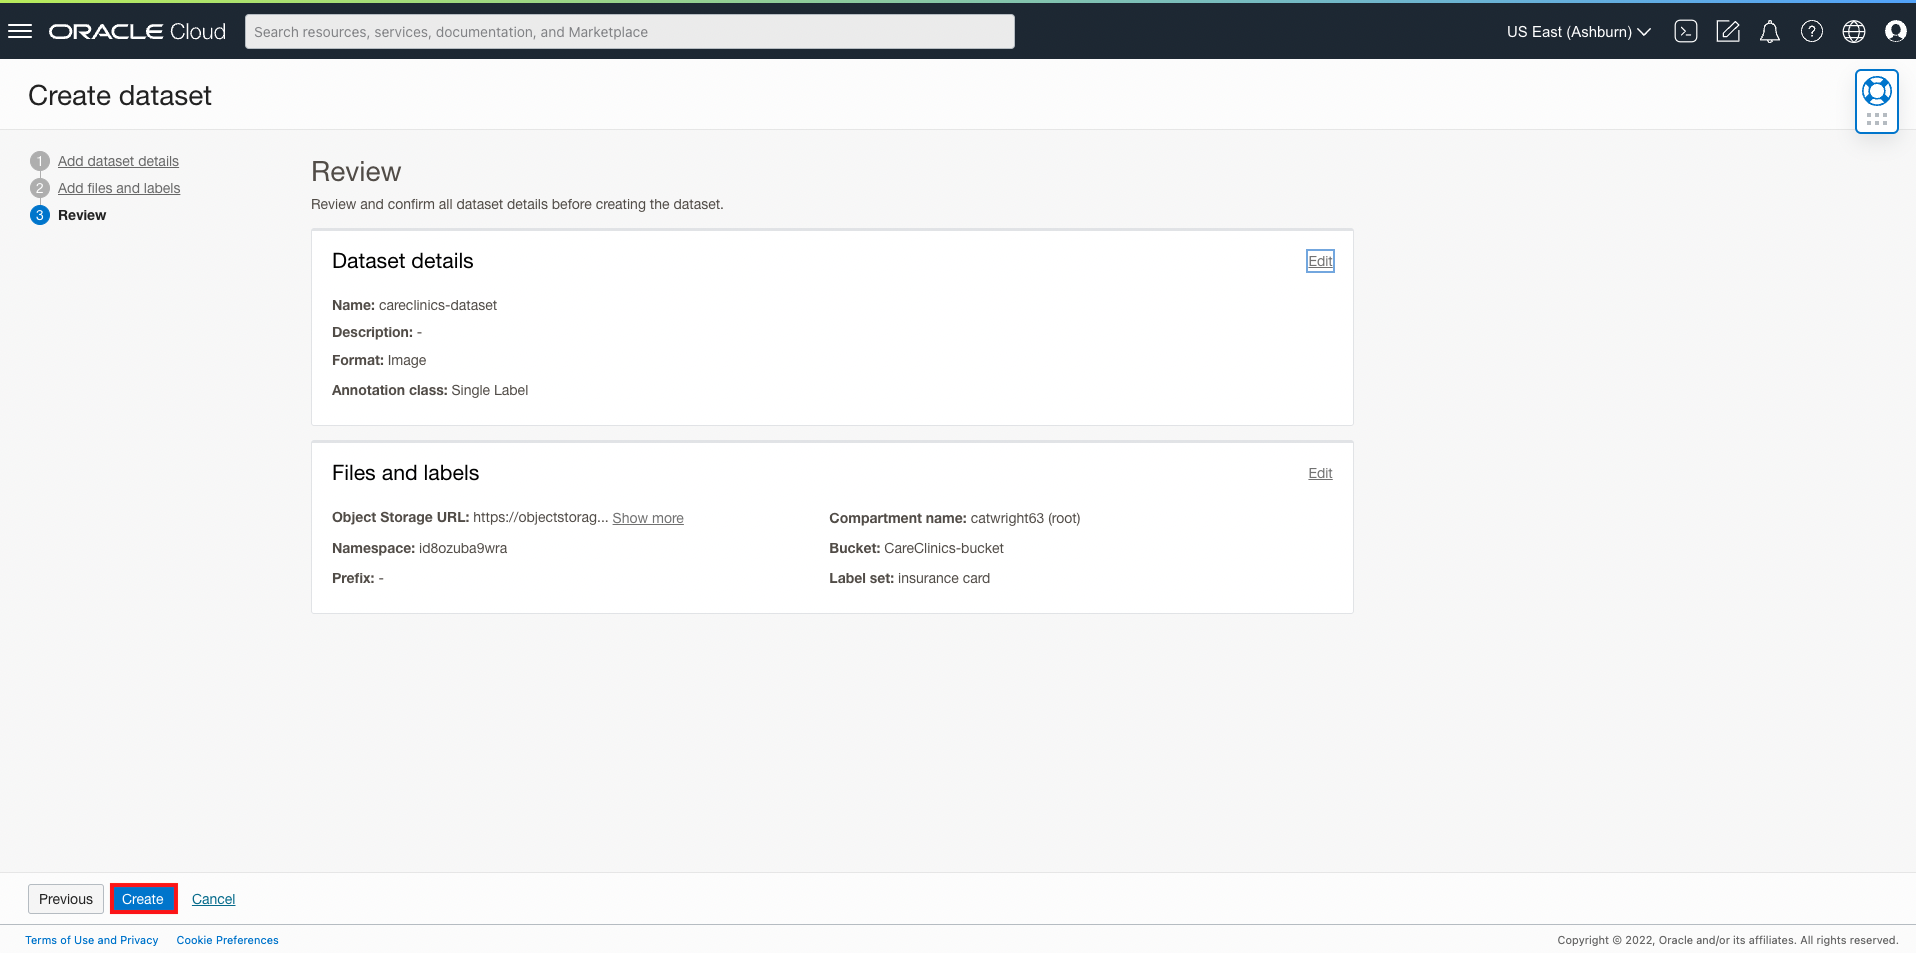 ORACLE Cloud
Search resources, services, documentation, and Marketplace
US East (Ashburn)
Create dataset
1 Add dataset details
2 Add files and labels
3 Review
Review
Review and confirm all dataset details before creating the dataset.
Dataset details
Edit
Name: careclinics-dataset
Description: -
Format: Image
Annotation class: Single Label
Files and labels
Edit
Object Storage URL: https://objectstorag... Show more
Compartment name: catwright63 (root)
Namespace: id8ozuba9wra
Bucket: CareClinics-bucket
Prefix: -
Label set: insurance card
Previous
Create
Cancel
Terms of Use and Privacy
Cookie Preferences
Copyright © 2022, Oracle and/or its affiliates. All rights reserved.